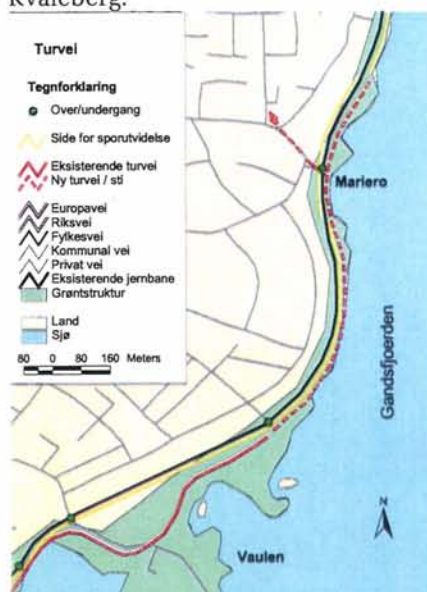 Kvaleberg.
Turvei
Tegnforklaring
Over/undergang
Side for sporutvidelse
Eksisterende turvei
Ny turvei / sti
Europavei
Riksvei
Fylkesvei
Kommunal vei
Privat vei
Eksisterende jernbane
Grøntstruktur
Land
Sjø
80 0 80 160 Meters
Mariero
Gandsfjoerden
N
Vaulen